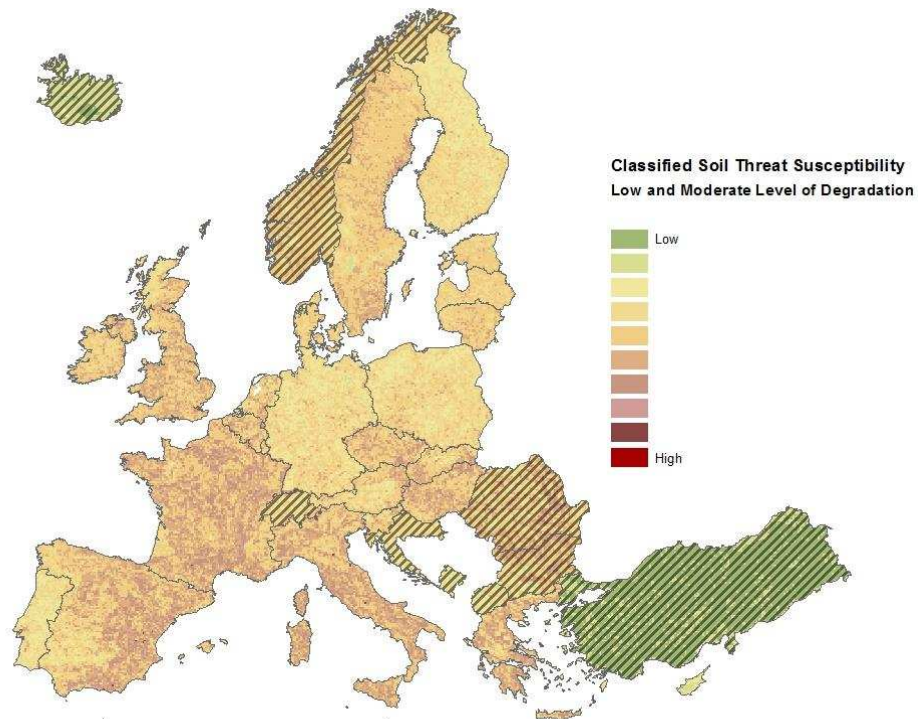 Classified Soil Threat Susceptibility
Low and Moderate Level of Degradation
Low
High